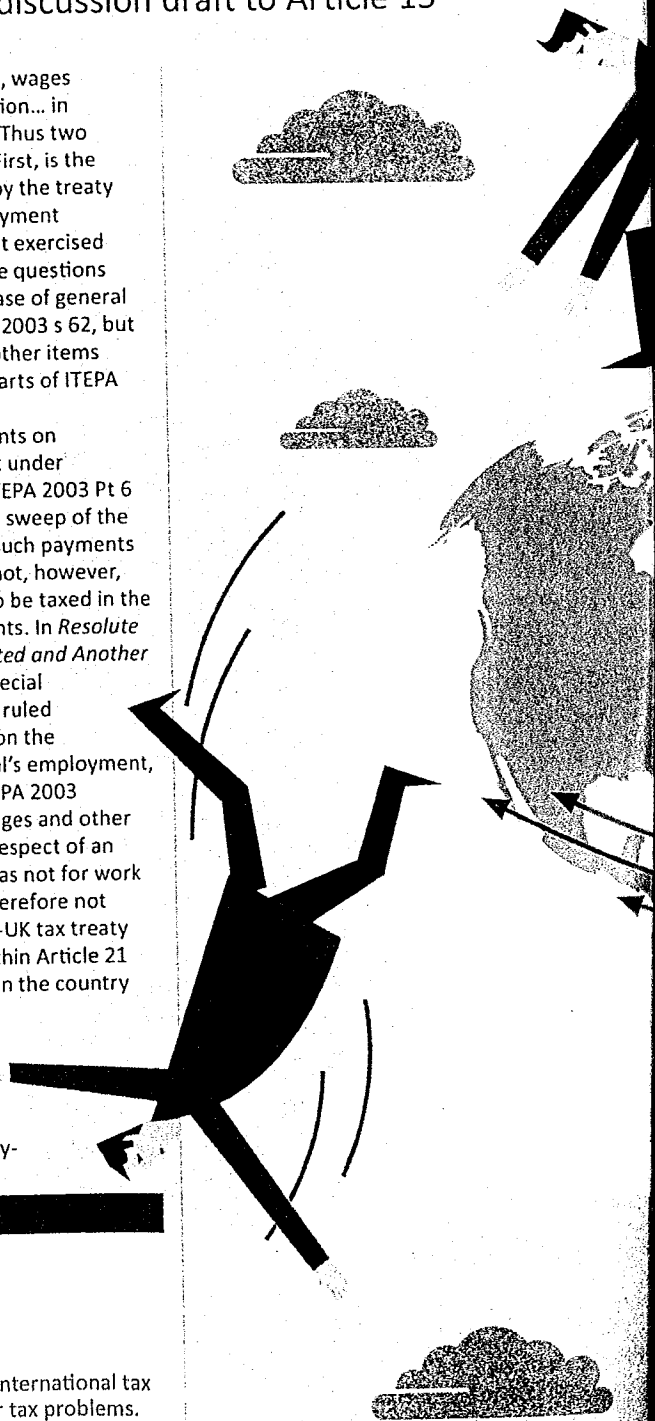 discussion draft to Article 15
, wages
ion... in
Thus two
First, is the
by the treaty
yment
t exercised
e questions
ase of general
2003 s 62, but
other items
arts of ITEPA
nts on
t under
TEPA 2003 Pt 6
sweep of the
such payments
not, however,
o be taxed in the
nts. In Resolute
ted and Another
ecial
ruled
on the
l's employment,
PA 2003
ges and other
espect of an
as not for work
erefore not
-UK tax treaty
thin Article 21
n the country
y-
nternational tax
r tax problems.